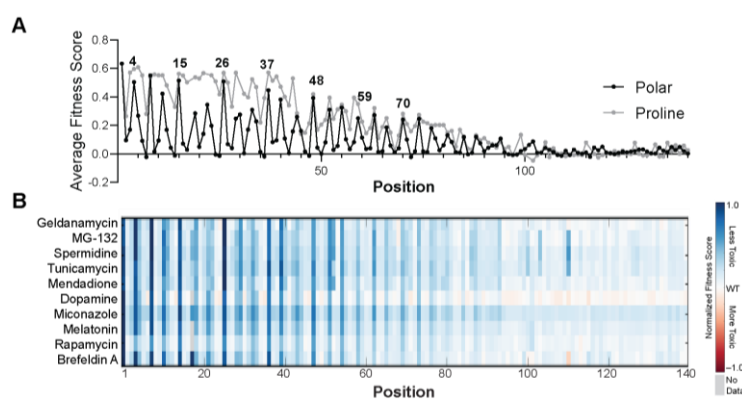 A
Average Fitness Score
0.8
0.6
0.4
0.2
0.0
-0.2
4
15
26
37
48
59
70
Polar
Proline
50
100
Position
B
Geldanamycin
MG-132
Spermidine
Tunicamycin
Mendadione
Dopamine
Miconazole
Melatonin
Rapamycin
Brefeldin A
1
20
40
60
80
100
120
140
Position
Normalized Fitness Score
1.0
Less Toxic
WT
More Toxic
-1.0
No
Data